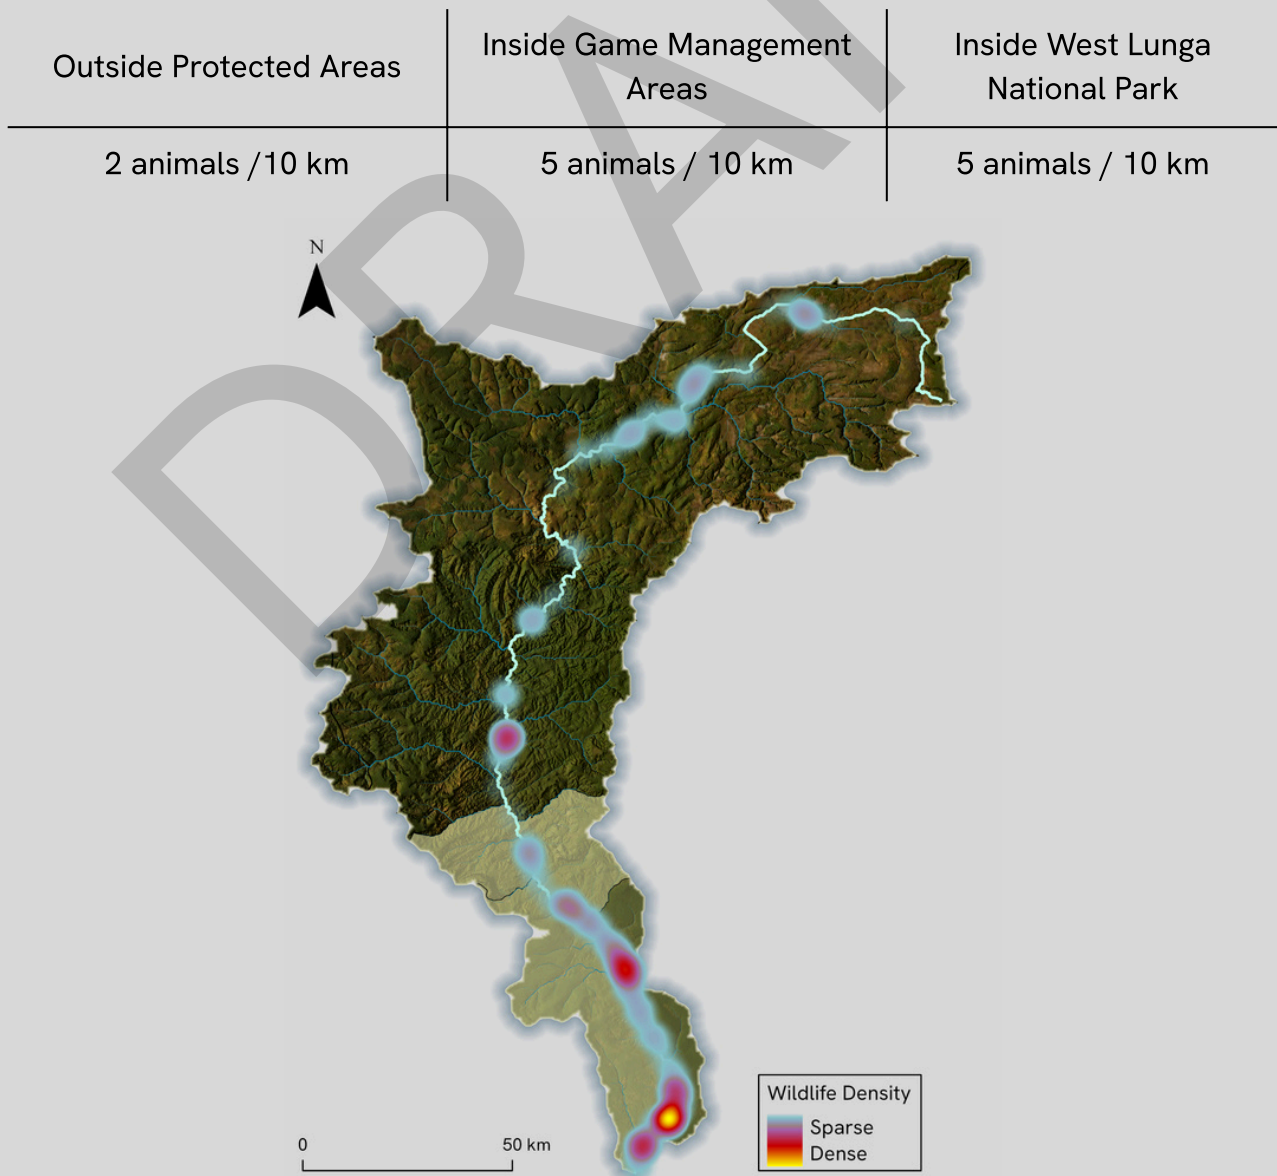 Outside Protected Areas
Inside Game Management
Areas
Inside West Lunga
National Park
2 animals /10 km
5 animals / 10 km
5 animals / 10 km
DRA
N
Wildlife Density
Sparse
Dense
0
50 km